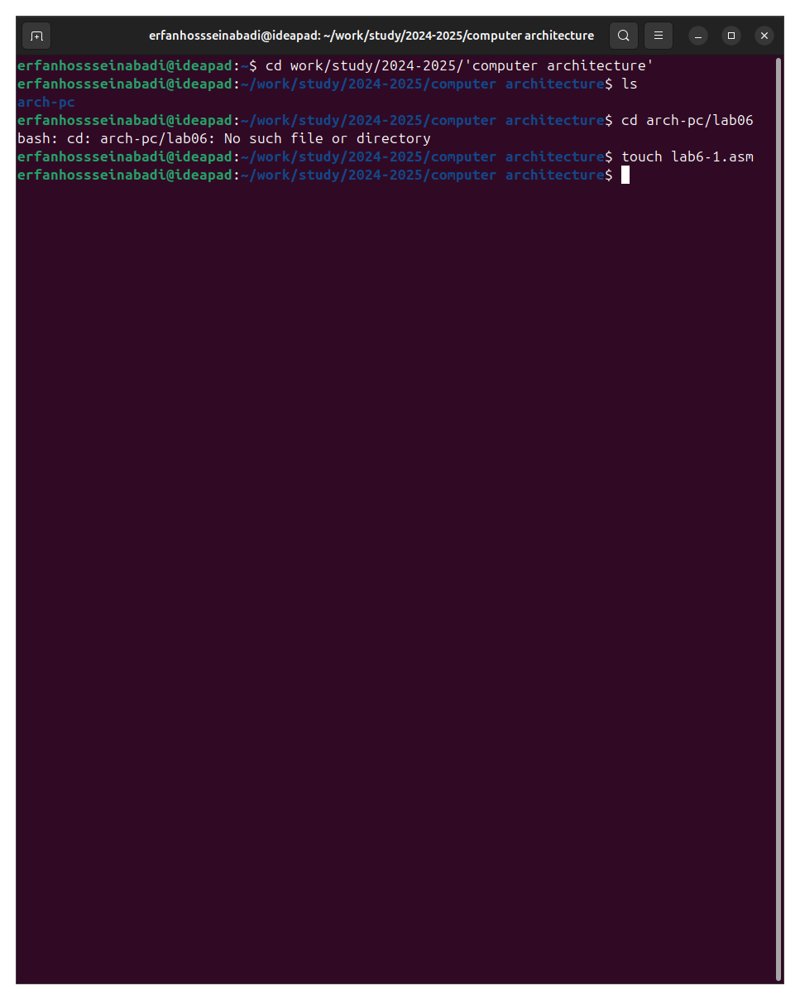 erfanhossseinabadi@ideapad: ~/work/study/2024-2025/computer architecture
erfanhossseinabadi@ideapad:~$ cd work/study/2024-2025/'computer architecture'
erfanhossseinabadi@ideapad:~/work/study/2024-2025/computer architecture$ ls
arch-pc
erfanhossseinabadi@ideapad:~/work/study/2024-2025/computer architecture$ cd arch-pc/lab06
bash: cd: arch-pc/lab06: No such file or directory
erfanhossseinabadi@ideapad:~/work/study/2024-2025/computer architecture$ touch lab6-1.asm
erfanhossseinabadi@ideapad:~/work/study/2024-2025/computer architecture$